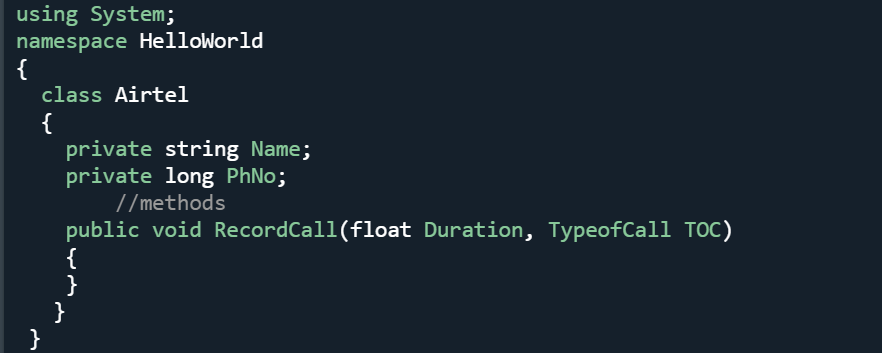 using System;
namespace HelloWorld
{
class Airtel
{
private string Name;
private long PhNo;
//methods
public void RecordCall(float Duration, TypeofCall TOC)
{
}
}
}